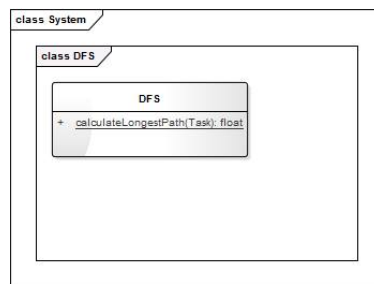 class System
class DFS
DFS
+ calculateLongestPath(Task): float